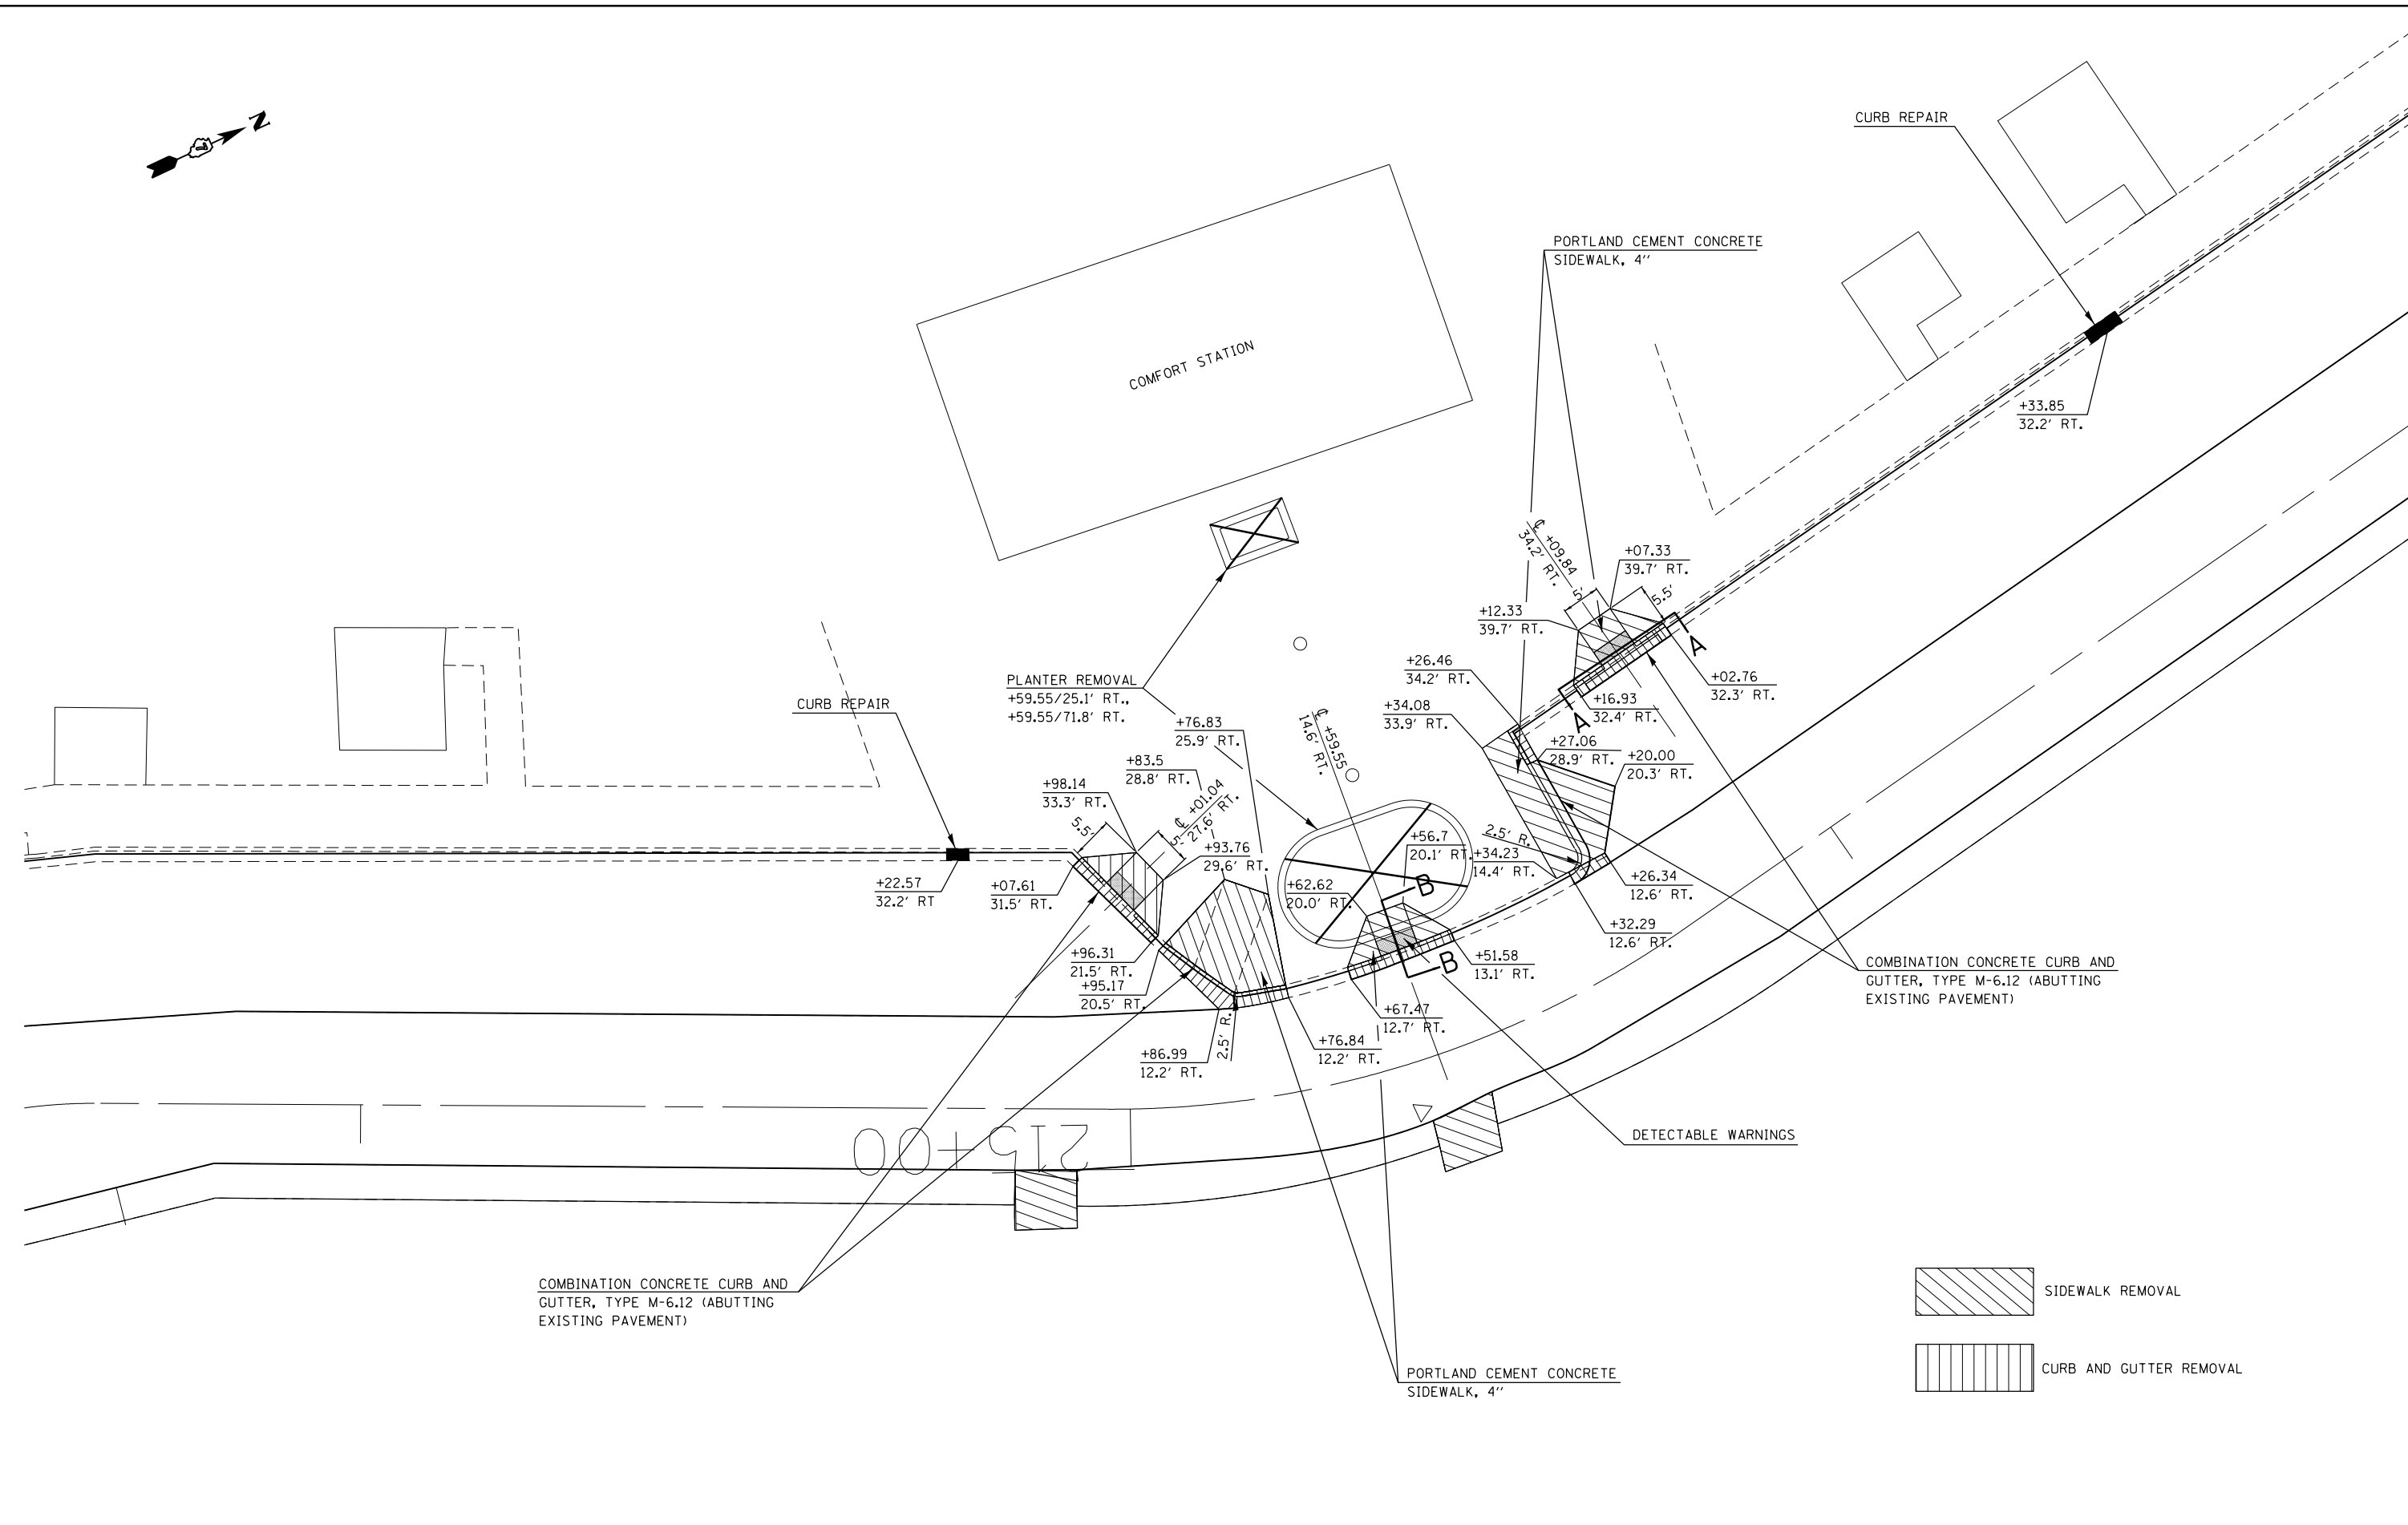 N
CURB REPAIR
PORTLAND CEMENT CONCRETE
SIDEWALK, 4''
COMFORT STATION
+33.85
32.2' RT.
℄ +09.84
34.2' RT.
5'
+07.33
39.7' RT.
5.5'
+12.33
39.7' RT.
A
+02.76
32.3' RT.
+26.46
34.2' RT.
+16.93
32.4' RT.
A
PLANTER REMOVAL
+59.55/25.1' RT.,
+59.55/71.8' RT.
CURB REPAIR
+76.83
25.9' RT.
℄ +59.55
14.6' RT.
+34.08
33.9' RT.
+27.06
28.9' RT.
+20.00
20.3' RT.
+83.5
28.8' RT.
+98.14
33.3' RT.
5.5'
5'
℄ +01.04
27.6' RT.
+93.76
29.6' RT.
+56.7
20.1' RT.
2.5' R.
+34.23
14.4' RT.
+62.62
20.0' RT.
B
+26.34
12.6' RT.
+22.57
32.2' RT
+07.61
31.5' RT.
+32.29
12.6' RT.
+96.31
21.5' RT.
+95.17
20.5' RT.
B
+51.58
13.1' RT.
COMBINATION CONCRETE CURB AND
GUTTER, TYPE M-6.12 (ABUTTING
EXISTING PAVEMENT)
+67.47
12.7' RT.
2.5' R.
+76.84
12.2' RT.
+86.99
12.2' RT.
215+00
DETECTABLE WARNINGS
COMBINATION CONCRETE CURB AND
GUTTER, TYPE M-6.12 (ABUTTING
EXISTING PAVEMENT)
SIDEWALK REMOVAL
CURB AND GUTTER REMOVAL
PORTLAND CEMENT CONCRETE
SIDEWALK, 4''